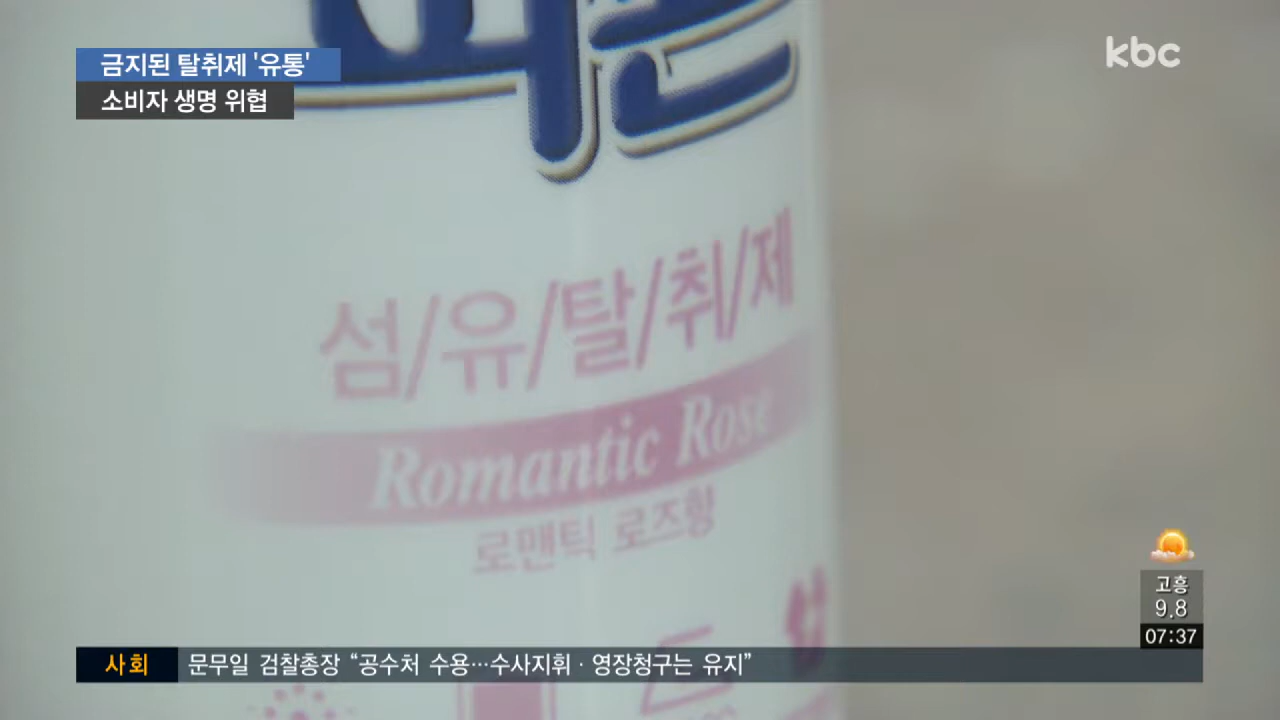 금지된 탈취제 '유통'
소비자 생명 위협
kbc
섬/유/탈/취/제
Romantic Rose
로맨틱 로즈향
고흥
9.8
07:37
사회 문무일 검찰총장 “공수처 수용…수사지휘·영장청구는 유지”